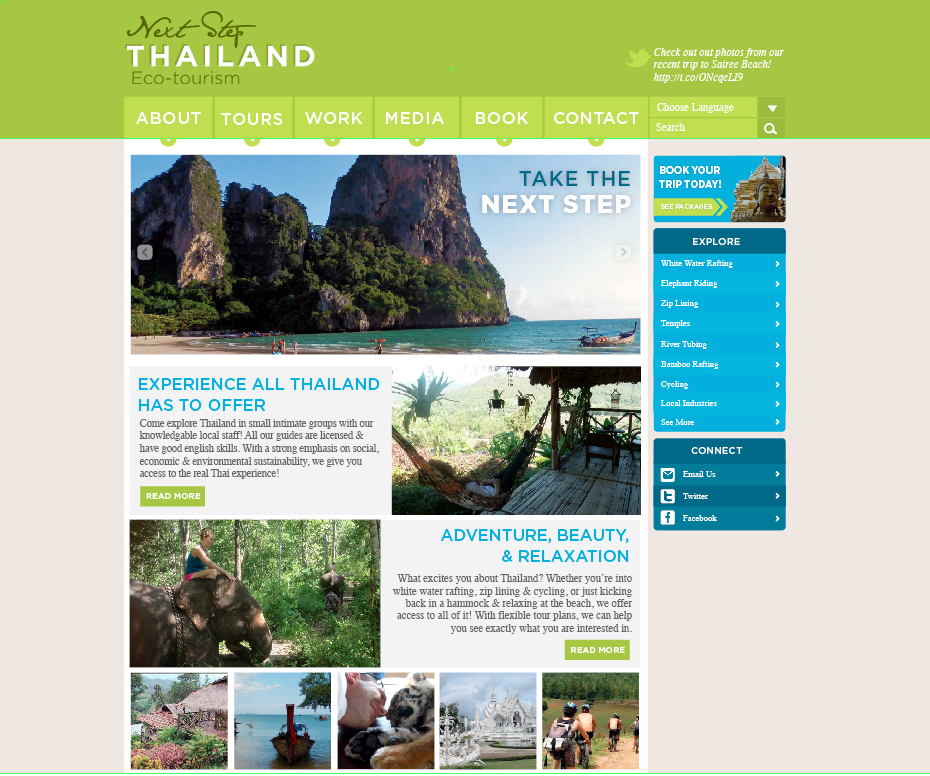 Next Step
THAILAND
Eco-tourism
Check out out photos from our
recent trip to Sairee Beach!
http://t.co/ONcqeLI9
ABOUT
TOURS
WORK
MEDIA
BOOK
CONTACT
Choose Language
Search
TAKE THE
NEXT STEP
BOOK YOUR
TRIP TODAY!
SEE PACKAGES
EXPLORE
White Water Rafting
Elephant Riding
Zip Lining
Temples
River Tubing
Bamboo Rafting
Cycling
Local Industries
See More
CONNECT
Email Us
Twitter
Facebook
EXPERIENCE ALL THAILAND
HAS TO OFFER
Come explore Thailand in small intimate groups with our
knowledgable local staff! All our guides are licensed &
have good english skills. With a strong emphasis on social,
economic & environmental sustainability, we give you
access to the real Thai experience!
READ MORE
ADVENTURE, BEAUTY,
& RELAXATION
What excites you about Thailand? Whether you're into
white water rafting, zip lining & cycling, or just kicking
back in a hammock & relaxing at the beach, we offer
access to all of it! With flexible tour plans, we can help
you see exactly what you are interested in.
READ MORE